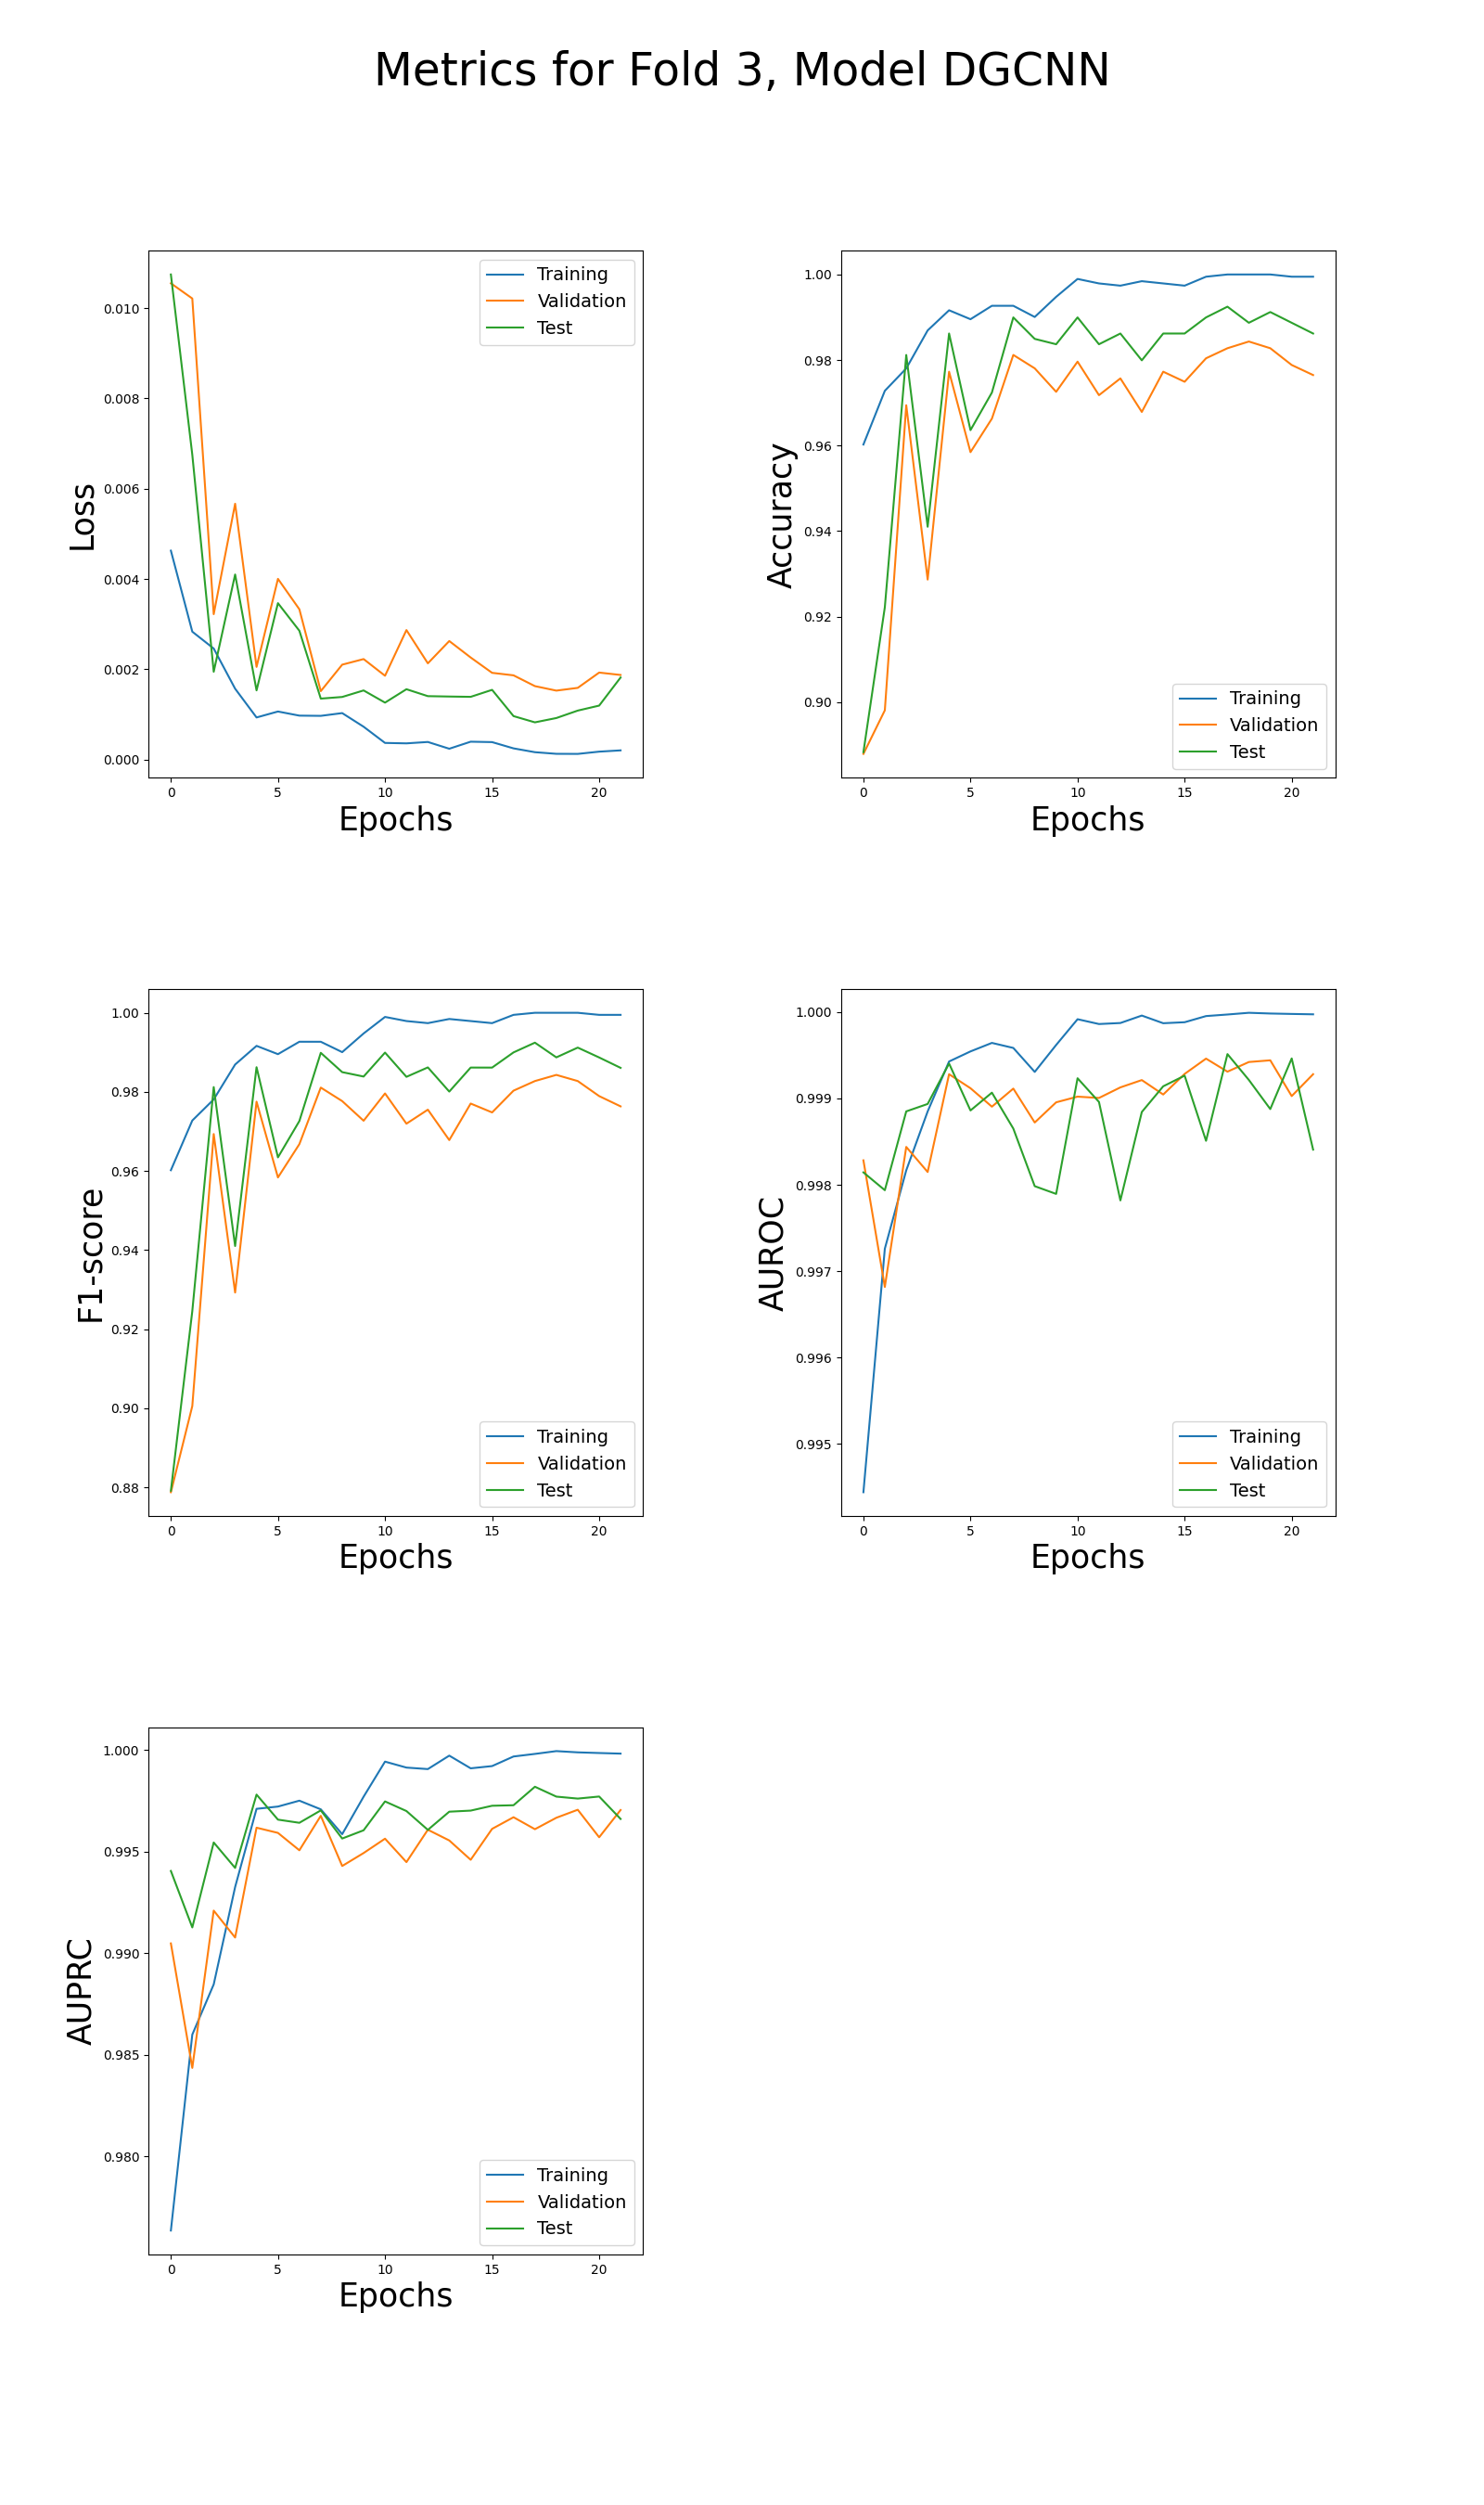 Metrics for Fold 3, Model DGCNN
0.010
0.008
0.006
0.004
0.002
0.000
Loss
Training
Validation
Test
0 5 10 15 20
Epochs
1.00
0.98
0.96
0.94
0.92
0.90
Accuracy
Training
Validation
Test
0 5 10 15 20
Epochs
1.00
0.98
0.96
0.94
0.92
0.90
0.88
F1-score
Training
Validation
Test
0 5 10 15 20
Epochs
1.000
0.999
0.998
0.997
0.996
0.995
AUROC
Training
Validation
Test
0 5 10 15 20
Epochs
1.000
0.995
0.990
0.985
0.980
AUPRC
Training
Validation
Test
0 5 10 15 20
Epochs